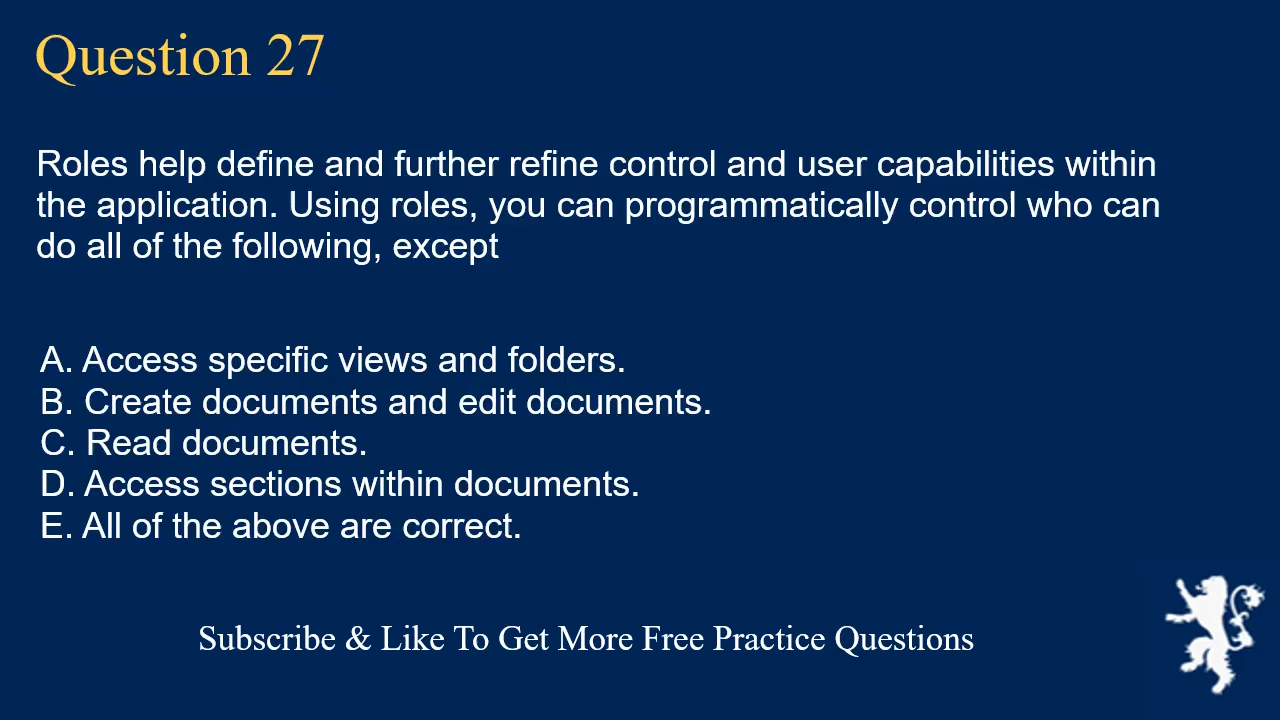 Question 27
Roles help define and further refine control and user capabilities within
the application. Using roles, you can programmatically control who can
do all of the following, except
A. Access specific views and folders.
B. Create documents and edit documents.
C. Read documents.
D. Access sections within documents.
E. All of the above are correct.
Subscribe & Like To Get More Free Practice Questions